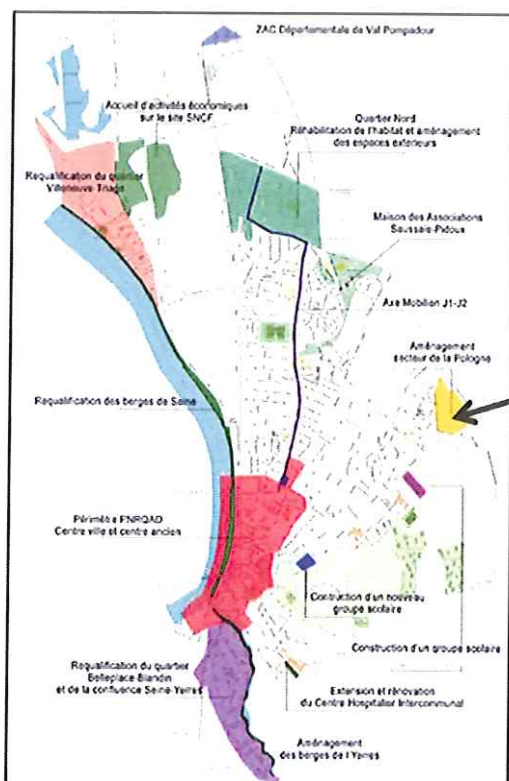 ZAC Départementale de Val Pompadour
Accueil d'activités économiques
sur le site SNCF
Quartier Nord
Réhabilitation de l'habitat et aménagement
des espaces extérieurs
Requalification du quartier
Villeneuve-Triage
Maison des Associations
Saussaie-Pidoux
Axe Mobilien J1-J2
Aménagement
secteur de la Pologne
Requalification des berges de Seine
Périmètre PNRQAD
Centre ville et centre ancien
Contruction d'un nouveau
groupe scolaire
Construction d'un groupe scolaire
Requalification du quartier
Belleplace-Blandin
et de la confluence Seine-Yerres
Extension et rénovation
du Centre Hospitalier Intercommunal
Aménagement
des berges de l'Yerres